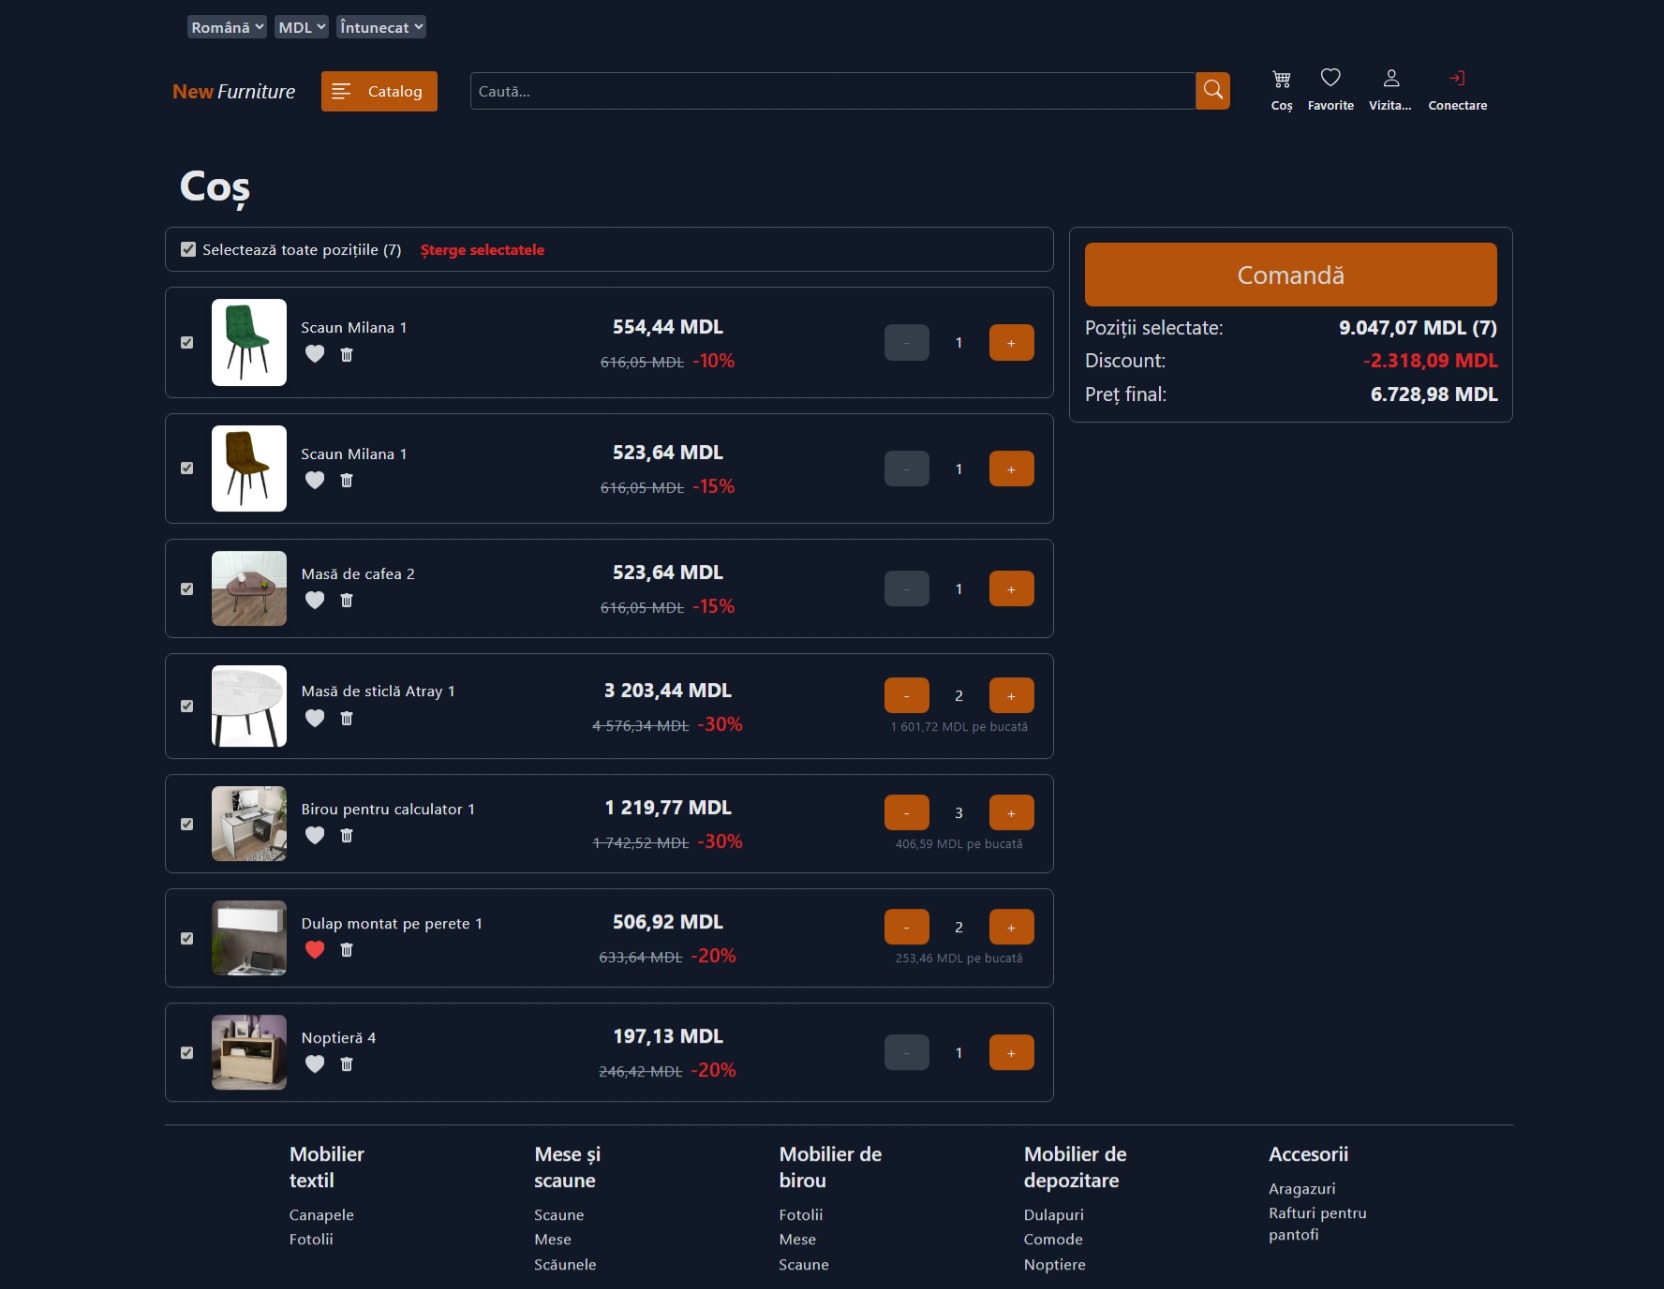 Română MDL Întunecat
New Furniture Catalog Caută... Coș Favorite Vizita... Conectare
Coș
Selectează toate pozițiile (7) Șterge selectatele
Scaun Milana 1
554,44 MDL
616,05 MDL -10%
- 1 +
Scaun Milana 1
523,64 MDL
616,05 MDL -15%
- 1 +
Masă de cafea 2
523,64 MDL
616,05 MDL -15%
- 1 +
Masă de sticlă Atray 1
3 203,44 MDL
4 576,34 MDL -30%
- 2 +
1 601,72 MDL pe bucată
Birou pentru calculator 1
1 219,77 MDL
1 742,52 MDL -30%
- 3 +
406,59 MDL pe bucată
Dulap montat pe perete 1
506,92 MDL
633,64 MDL -20%
- 2 +
253,46 MDL pe bucată
Noptieră 4
197,13 MDL
246,42 MDL -20%
- 1 +
Comandă
Poziții selectate: 9.047,07 MDL (7)
Discount: -2.318,09 MDL
Preț final: 6.728,98 MDL
Mobilier
textil
Canapele
Fotolii
Mese și
scaune
Scaune
Mese
Scăunele
Mobilier de
birou
Fotolii
Mese
Scaune
Mobilier de
depozitare
Dulapuri
Comode
Noptiere
Accesorii
Aragazuri
Rafturi pentru
pantofi